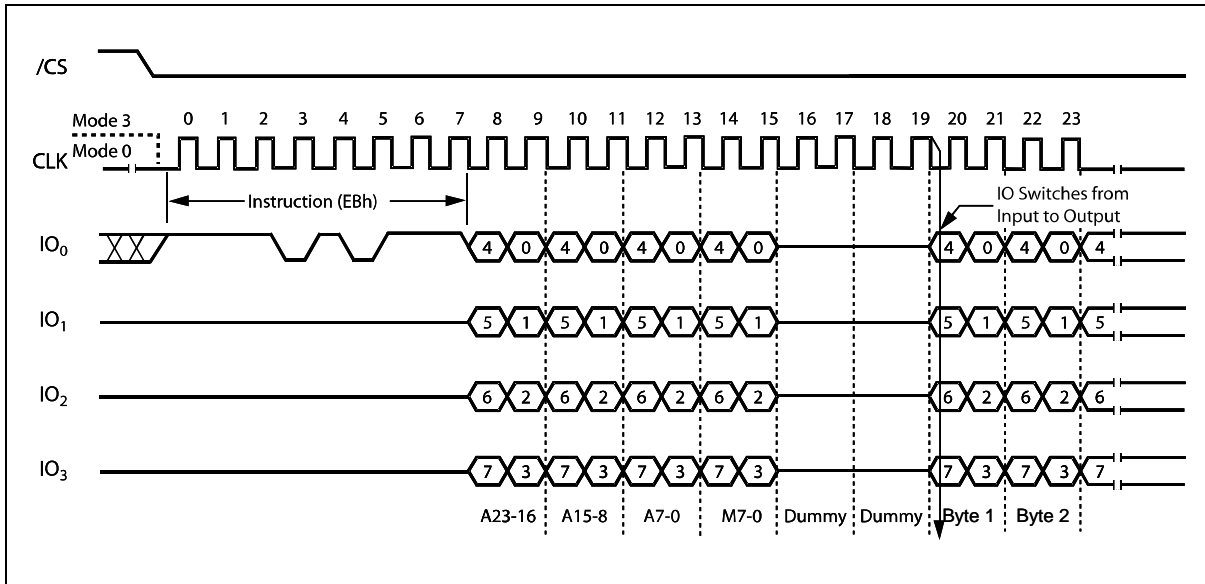 /CS
Mode 3
0 1 2 3 4 5 6 7 8 9 10 11 12 13 14 15 16 17 18 19 20 21 22 23
Mode 0
CLK
Instruction (EBh)
IO Switches from
Input to Output
IO0 4 0 4 0 4 0 4 0 4 0 4 0 4
IO1 5 1 5 1 5 1 5 1 5 1 5 1 5
IO2 6 2 6 2 6 2 6 2 6 2 6 2 6
IO3 7 3 7 3 7 3 7 3 7 3 7 3 7
A23-16 A15-8 A7-0 M7-0 Dummy Dummy Byte 1 Byte 2